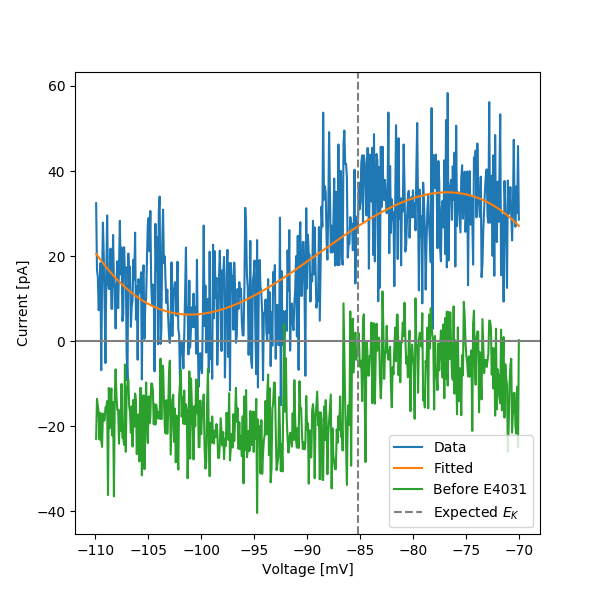 60
40
20
0
−20
−40
Current [pA]
−110
−105
−100
−95
−90
−85
−80
−75
−70
Voltage [mV]
Data
Fitted
Before E4031
Expected E_K